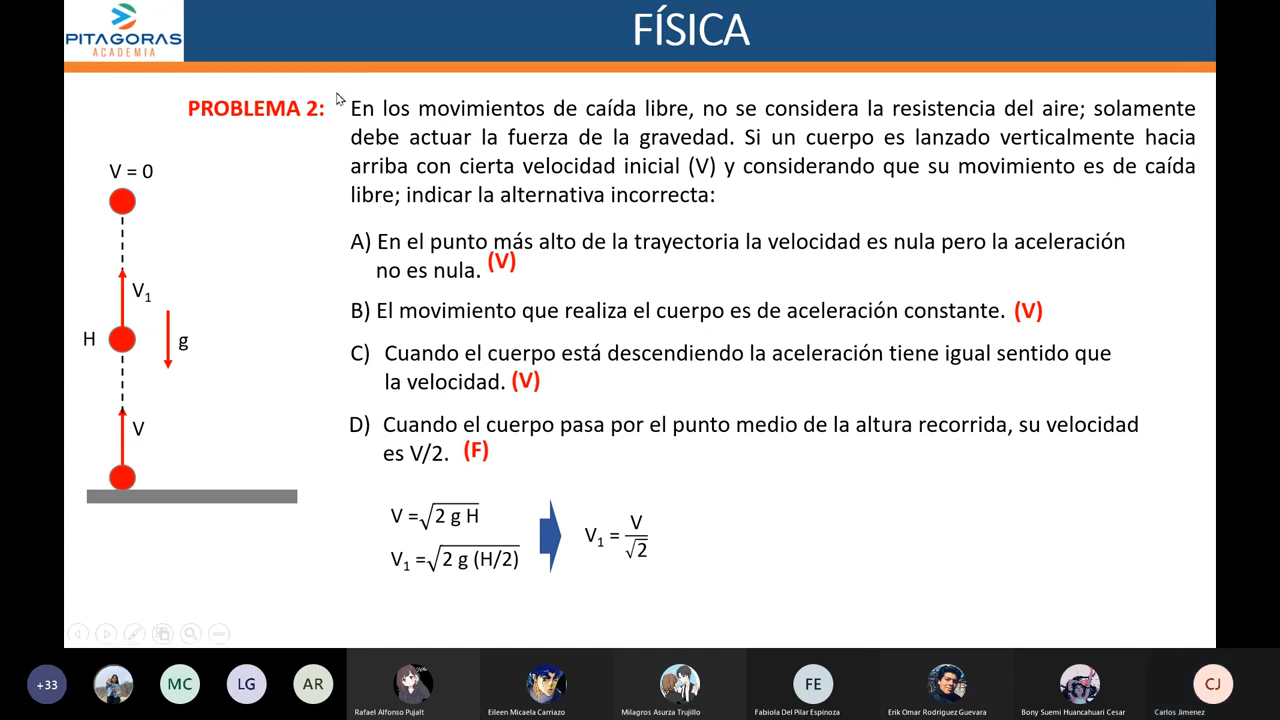 PITAGORAS
ACADEMIA
FÍSICA
PROBLEMA 2:
En los movimientos de caída libre, no se considera la resistencia del aire; solamente
debe actuar la fuerza de la gravedad. Si un cuerpo es lanzado verticalmente hacia
arriba con cierta velocidad inicial (V) y considerando que su movimiento es de caída
libre; indicar la alternativa incorrecta:
A) En el punto más alto de la trayectoria la velocidad es nula pero la aceleración
no es nula. (V)
B) El movimiento que realiza el cuerpo es de aceleración constante. (V)
C) Cuando el cuerpo está descendiendo la aceleración tiene igual sentido que
la velocidad. (V)
D) Cuando el cuerpo pasa por el punto medio de la altura recorrida, su velocidad
es V/2. (F)
V = 0
V₁
H
g
V
V =√2 g H
V₁ =√2 g (H/2)
V₁ = V/√2
+33
MC
LG
AR
FE
CJ
Rafael Alfonso Pujalt
Eileen Micaela Carriazo
Milagros Asurza Trujillo
Fabiola Del Pilar Espinoza
Erik Omar Rodriguez Guevara
Bony Suemi Huancahuari Cesar
Carlos Jimenez